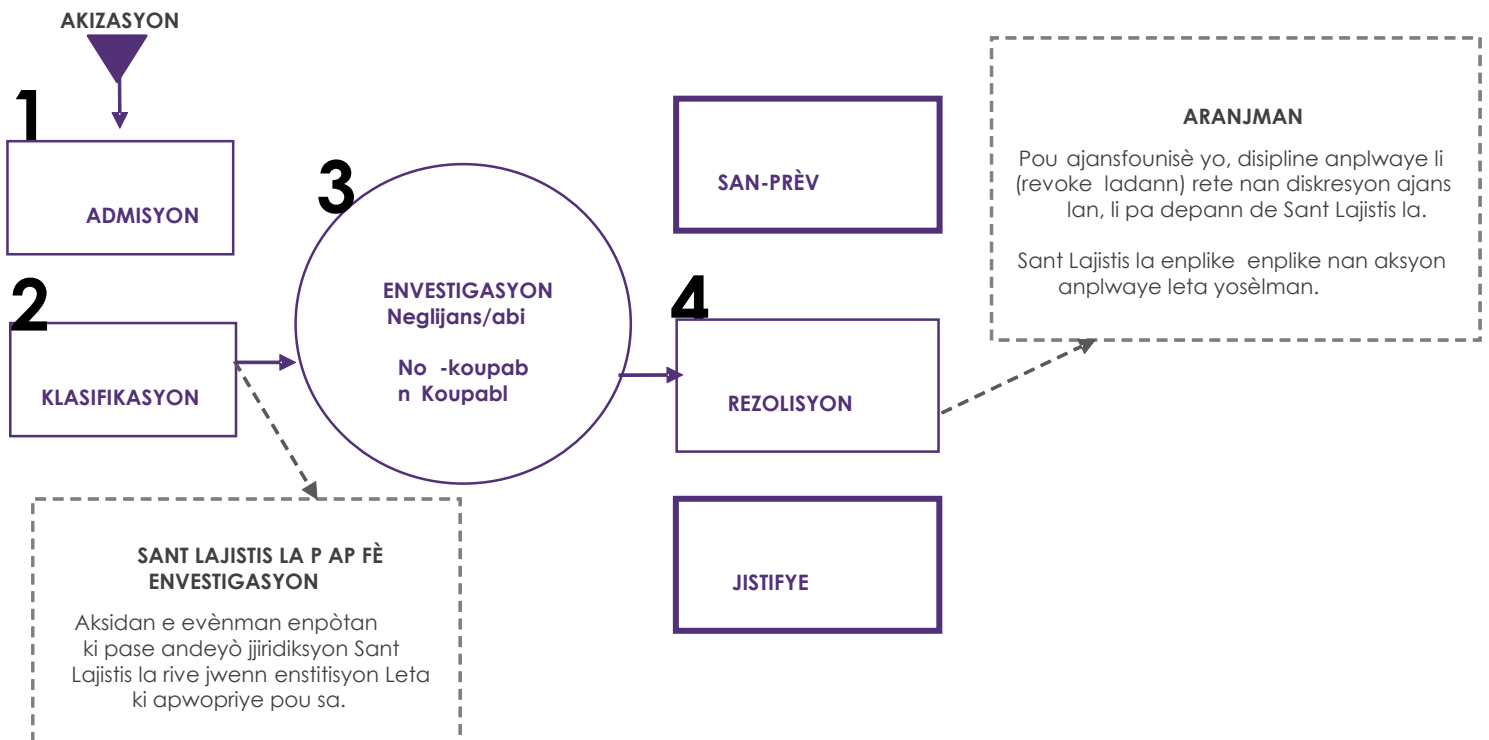 AKIZASYON
1
ADMISYON
2
KLASIFIKASYON
SANT LAJISTIS LA P AP FÈ
ENVESTIGASYON
Aksidan e evènman enpòtan
ki pase andeyò jjiridiksyon Sant
Lajistis la rive jwenn enstitisyon Leta
ki apwopriye pou sa.
3
ENVESTIGASYON
Neglijans/abi
No -koupab
n Koupabl
SAN-PRÈV
4
REZOLISYON
JISTIFYE
ARANJMAN
Pou ajansfounisè yo, disipline anplwaye li
(revoke ladann) rete nan diskresyon ajans
lan, li pa depann de Sant Lajistis la.
Sant Lajistis la enplike enplike nan aksyon
anplwaye leta yosèlman.